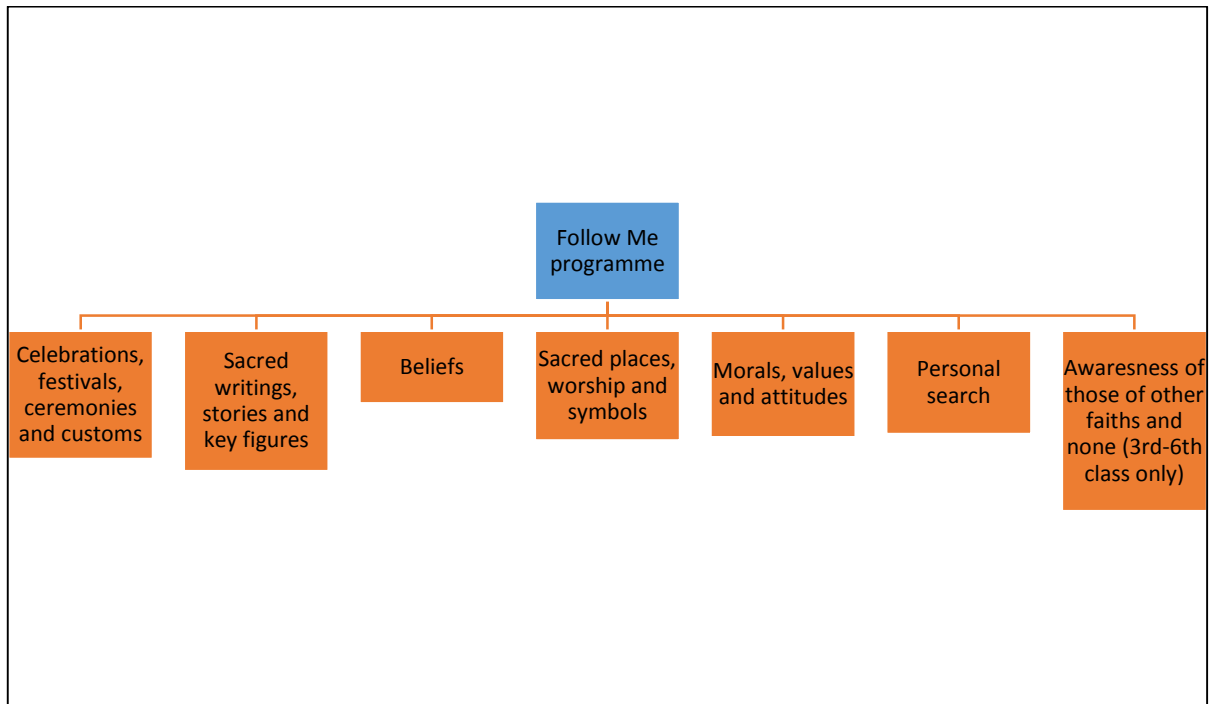 Follow Me
programme
Celebrations,
festivals,
ceremonies
and customs
Sacred
writings,
stories and
key figures
Beliefs
Sacred places,
worship and
symbols
Morals, values
and attitudes
Personal
search
Awaresness of
those of other
faiths and
none (3rd-6th
class only)